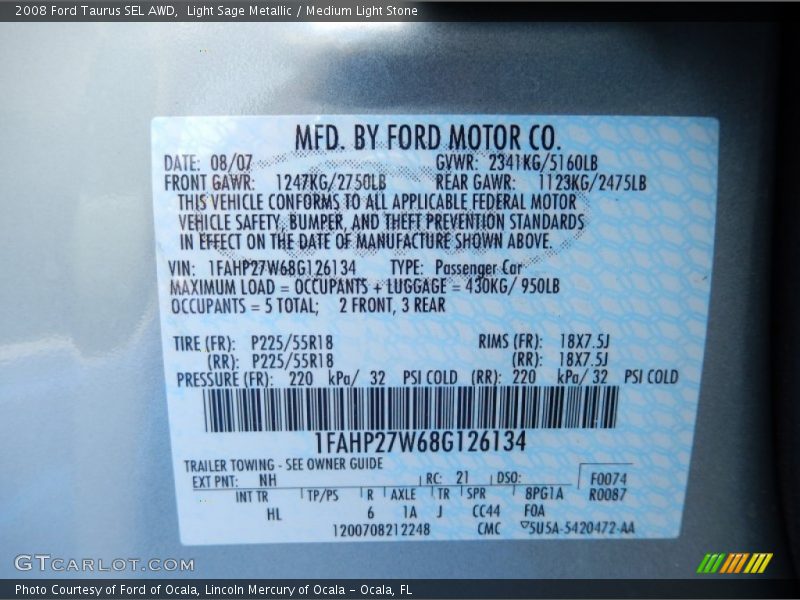 2008 Ford Taurus SEL AWD, Light Sage Metallic / Medium Light Stone
MFD. BY FORD MOTOR CO.
DATE: 08/07 GVWR: 2341KG/5160LB
FRONT GAWR: 1247KG/2750LB REAR GAWR: 1123KG/2475LB
THIS VEHICLE CONFORMS TO ALL APPLICABLE FEDERAL MOTOR
VEHICLE SAFETY, BUMPER, AND THEFT PREVENTION STANDARDS
IN EFFECT ON THE DATE OF MANUFACTURE SHOWN ABOVE.
VIN: 1FAHP27W68G126134 TYPE: Passenger Car
MAXIMUM LOAD = OCCUPANTS + LUGGAGE = 430KG/ 950LB
OCCUPANTS = 5 TOTAL; 2 FRONT, 3 REAR
TIRE (FR): P225/55R18 RIMS (FR): 18X7.5J
(RR): P225/55R18 (RR): 18X7.5J
PRESSURE (FR): 220 kPa/ 32 PSI COLD (RR): 220 kPa/ 32 PSI COLD
1FAHP27W68G126134
TRAILER TOWING - SEE OWNER GUIDE
EXT PNT: NH RC: 21 DSO: F0074
INT TR TP/PS R AXLE TR SPR 8PG1A R0087
HL 6 1A J CC44 F0A
1200708212248 CMC 5U5A-5420472-AA
GTCARLOT.COM
Photo Courtesy of Ford of Ocala, Lincoln Mercury of Ocala – Ocala, FL